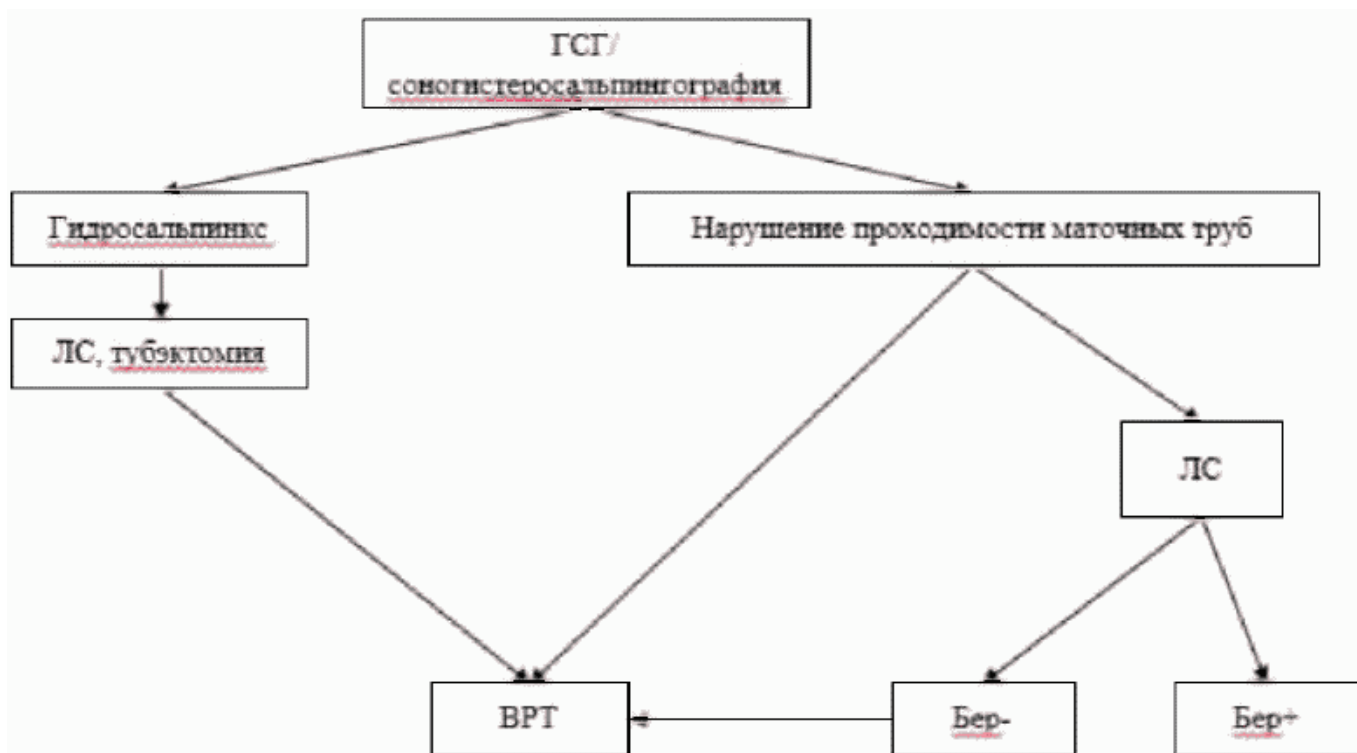 ГСГ/
соногистеросальпингография
Гидросальпинкс
Нарушение проходимости маточных труб
ЛС, тубэктомия
ЛС
ВРТ
Бер-
Бер+